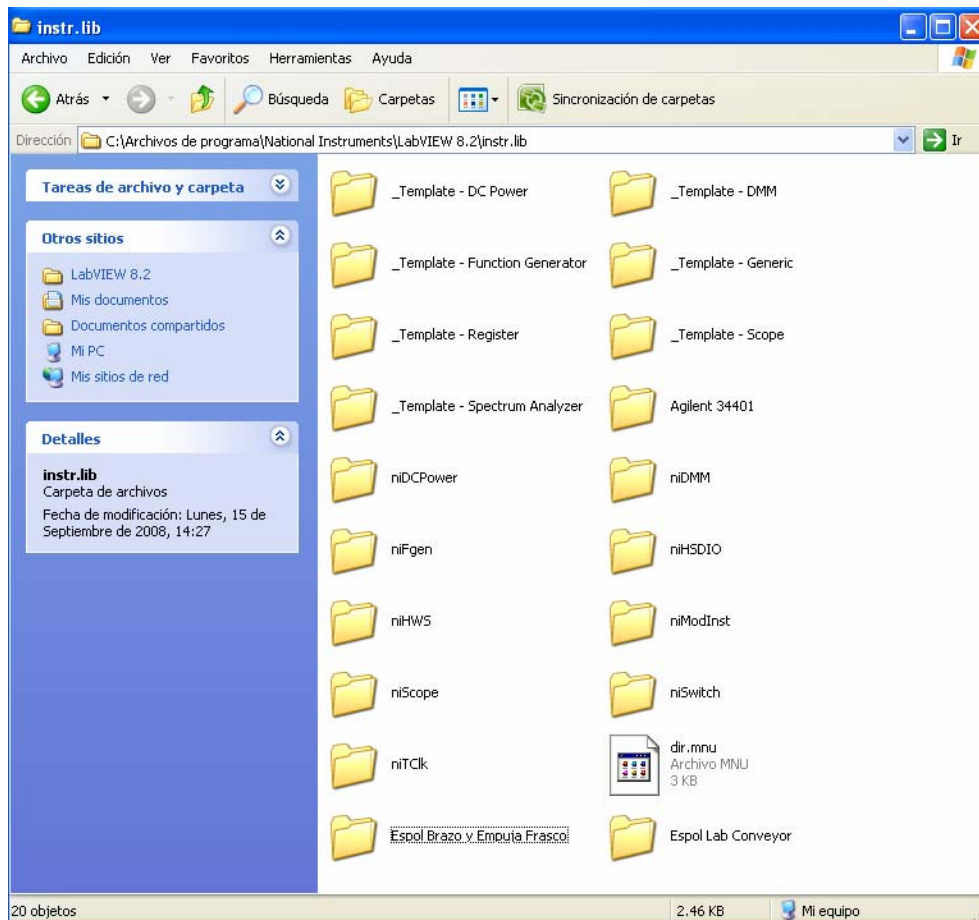 instr.lib
Archivo Edición Ver Favoritos Herramientas Ayuda
Atrás Búsqueda Carpetas Sincronización de carpetas
Dirección C:\Archivos de programa\National Instruments\LabVIEW 8.2\instr.lib Ir
Tareas de archivo y carpeta
Otros sitios
LabVIEW 8.2
Mis documentos
Documentos compartidos
Mi PC
Mis sitios de red
Detalles
instr.lib
Carpeta de archivos
Fecha de modificación: Lunes, 15 de
Septiembre de 2008, 14:27
_Template - DC Power _Template - DMM
_Template - Function Generator _Template - Generic
_Template - Register _Template - Scope
_Template - Spectrum Analyzer Agilent 34401
niDCPower niDMM
niFgen niHSDIO
niHWS niModInst
niScope niSwitch
niTClk dir.mnu
Archivo MNU
3 KB
Espol Brazo y Empuja Frasco Espol Lab Conveyor
20 objetos 2.46 KB Mi equipo